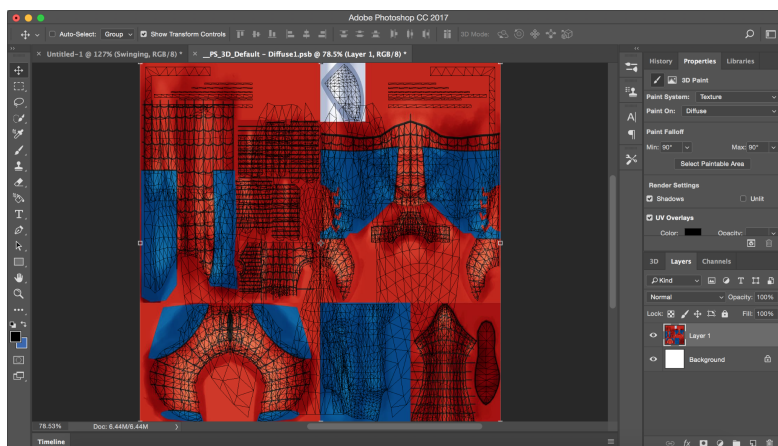 Adobe Photoshop CC 2017
Auto-Select: Group Show Transform Controls 3D Mode:
× Untitled-1 @ 127% (Swinging, RGB/8) * × __PS_3D_Default - Diffuse1.psb @ 78.5% (Layer 1, RGB/8) *
History Properties Libraries
3D Paint
Paint System: Texture
Paint On: Diffuse
Paint Falloff
Min: 90° Max: 90°
Select Paintable Area
Render Settings
Shadows Unlit
UV Overlays
Color: Opacity:
3D Layers Channels
Kind
Normal Opacity: 100%
Lock: Fill: 100%
Layer 1
Background
78.53% Doc: 6.44M/6.44M
Timeline